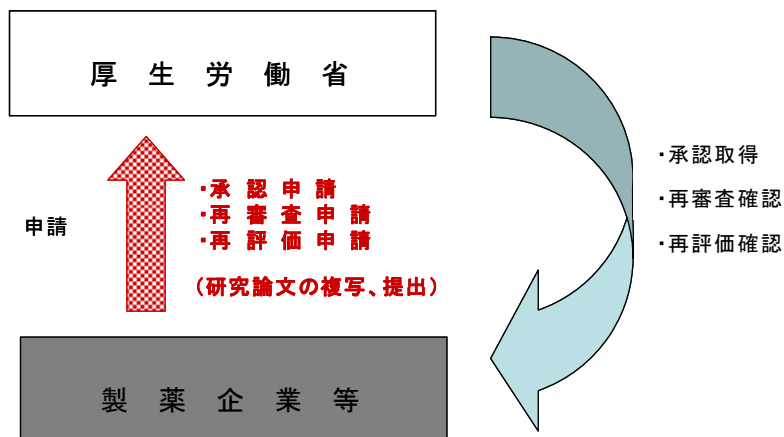 厚生労働省
・承認申請
・再審査申請
・再評価申請
(研究論文の複写、提出)
申請
・承認取得
・再審査確認
・再評価確認
製薬企業等